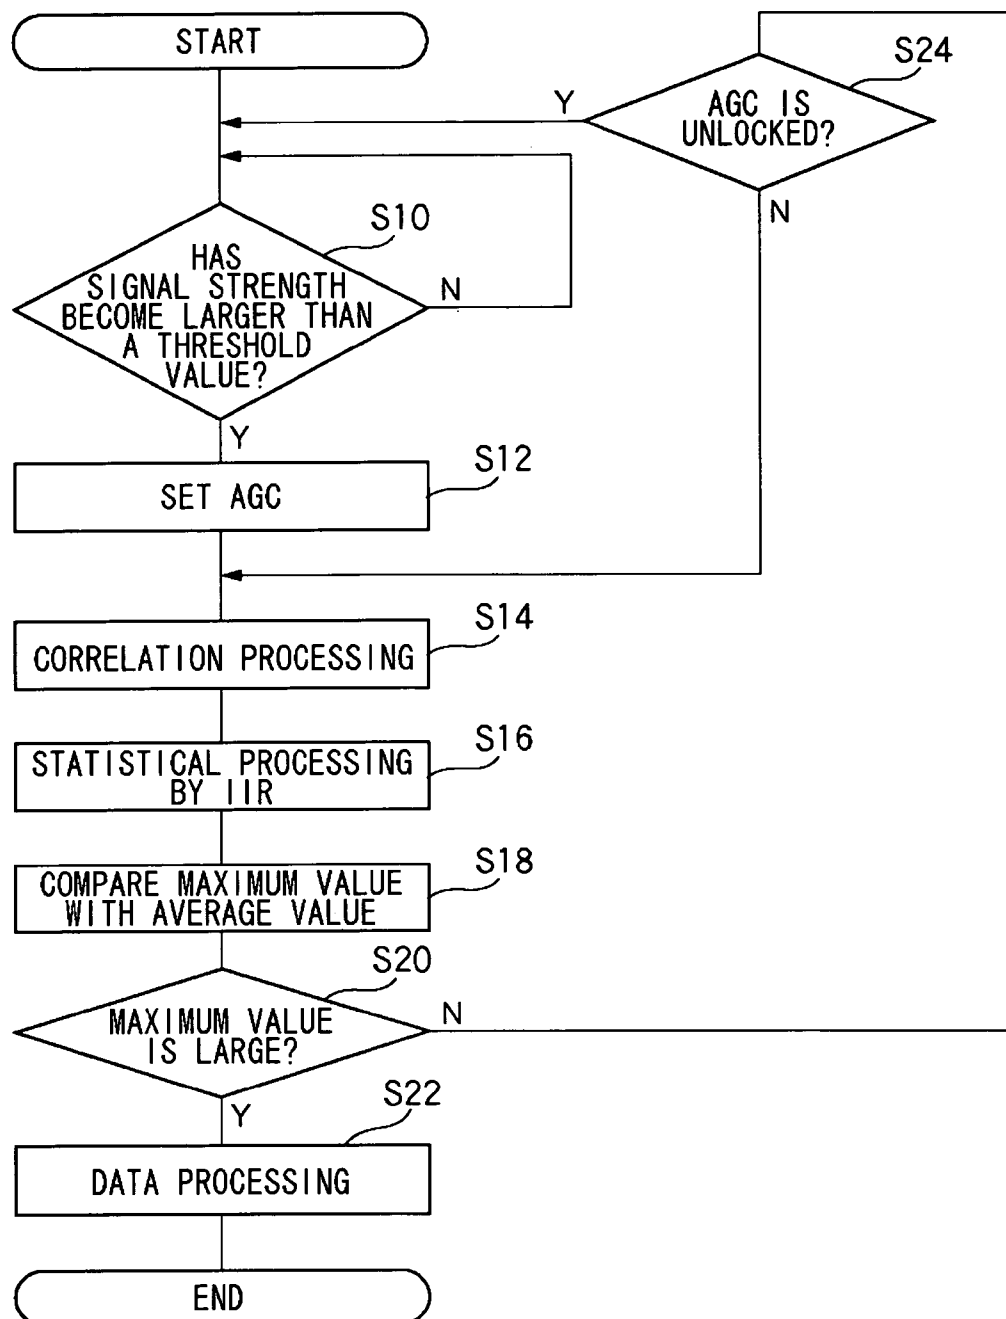 START
S24
Y
AGC IS
UNLOCKED?
N
S10
HAS
SIGNAL STRENGTH
BECOME LARGER THAN
A THRESHOLD
VALUE?
N
Y
S12
SET AGC
S14
CORRELATION PROCESSING
S16
STATISTICAL PROCESSING
BY IIR
S18
COMPARE MAXIMUM VALUE
WITH AVERAGE VALUE
S20
MAXIMUM VALUE
IS LARGE?
N
Y
S22
DATA PROCESSING
END